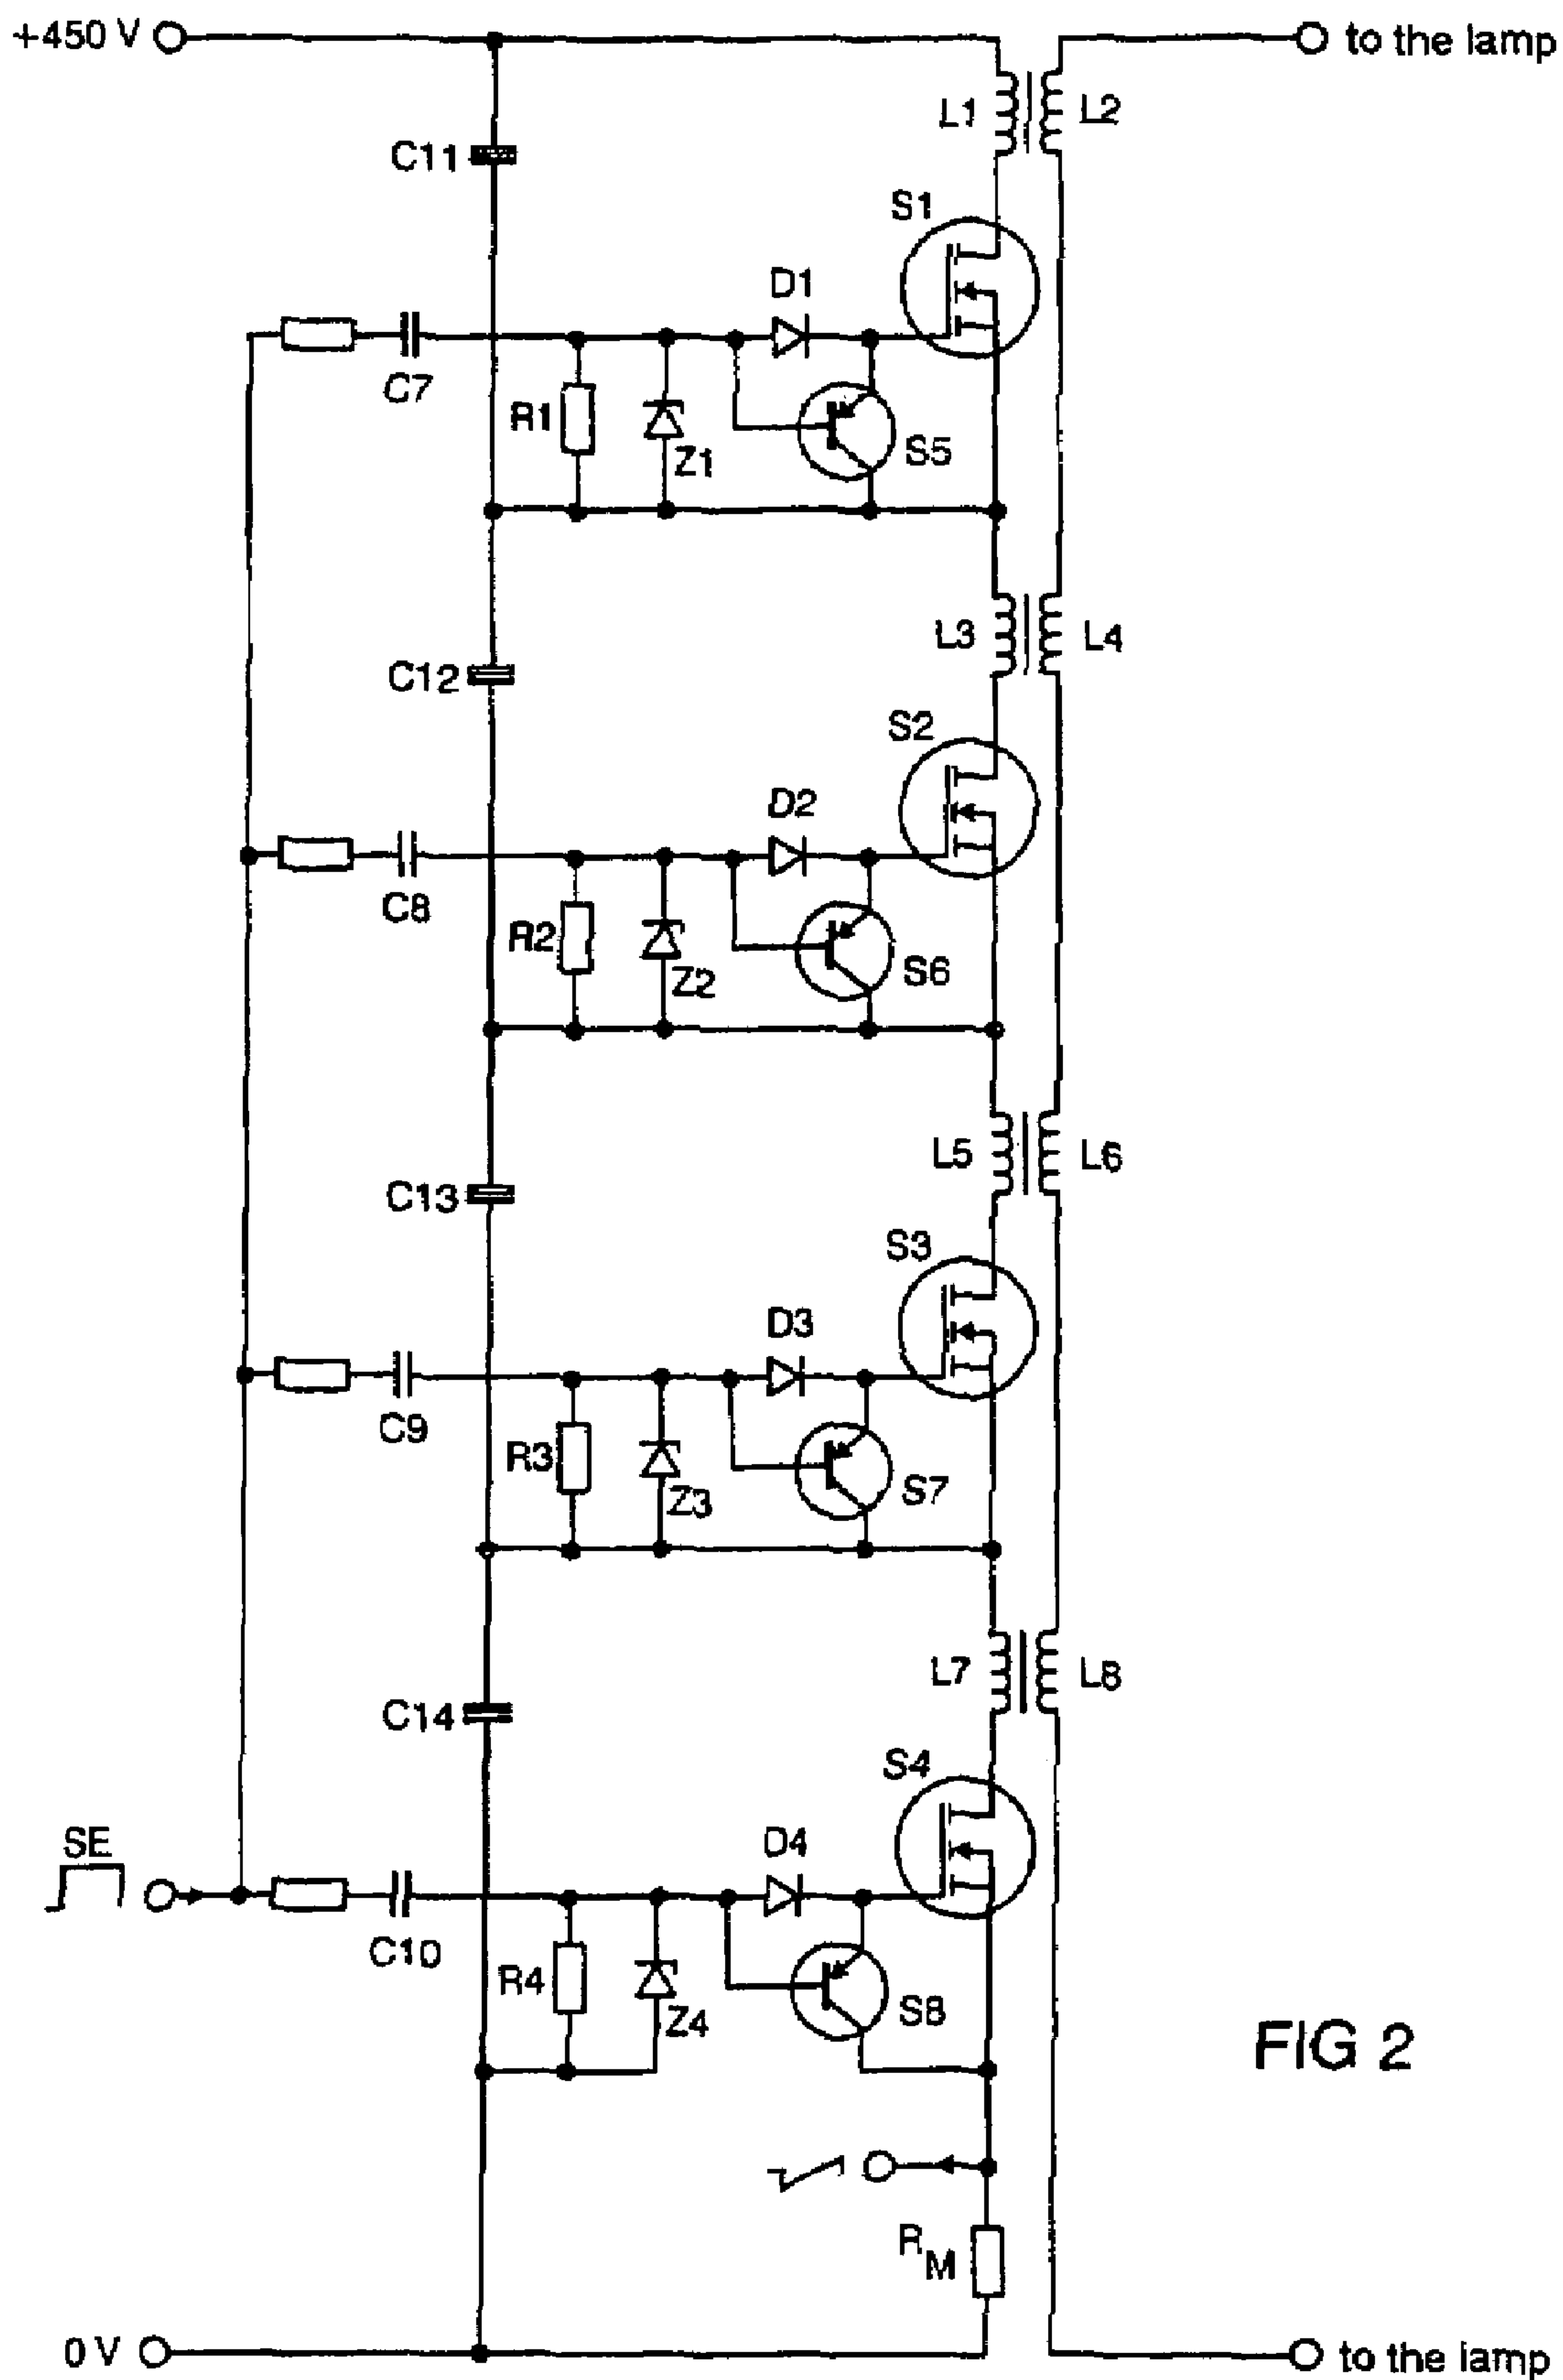 +450 V
to the lamp
L1
L2
C11
S1
D1
C7
R1
Z1
S5
L3
L4
C12
S2
D2
C8
R2
Z2
S6
L5
L6
C13
S3
D3
C9
R3
Z3
S7
L7
L8
C14
S4
SE
D4
C10
R4
Z4
S8
FIG 2
RM
0 V
to the lamp